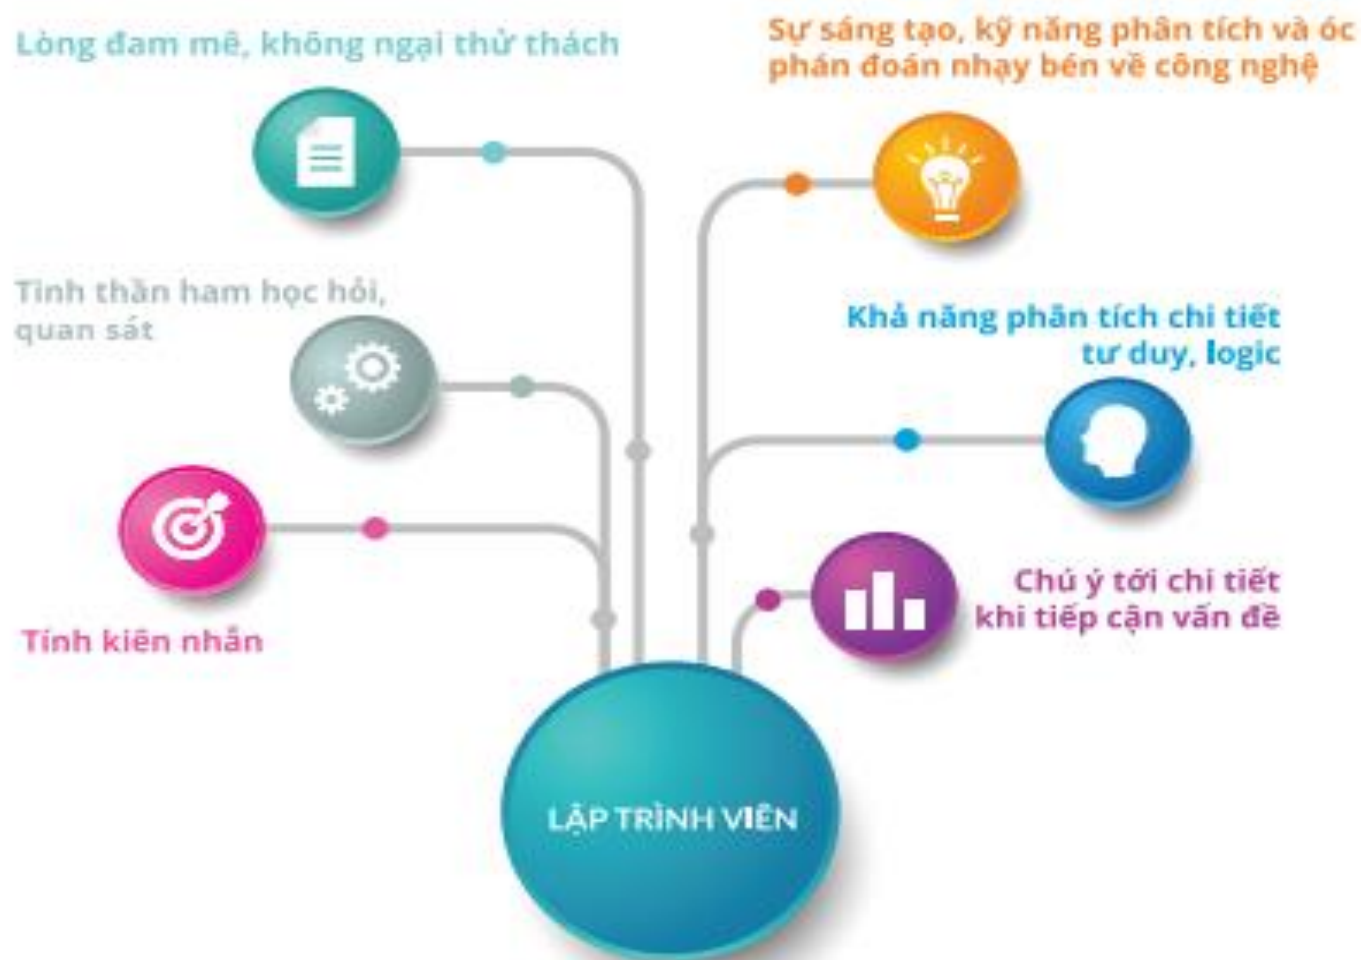 Lòng đam mê, không ngại thử thách
Sự sáng tạo, kỹ năng phân tích và óc
phán đoán nhạy bén về công nghệ
Tinh thần ham học hỏi,
quan sát
Khả năng phân tích chi tiết
tư duy, logic
Tính kiên nhẫn
Chú ý tới chi tiết
khi tiếp cận vấn đề
LẬP TRÌNH VIÊN